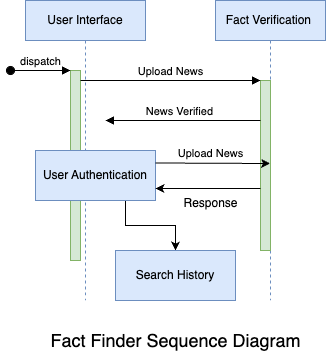 User Interface
Fact Verification
dispatch
Upload News
News Verified
Upload News
User Authentication
Response
Search History
Fact Finder Sequence Diagram